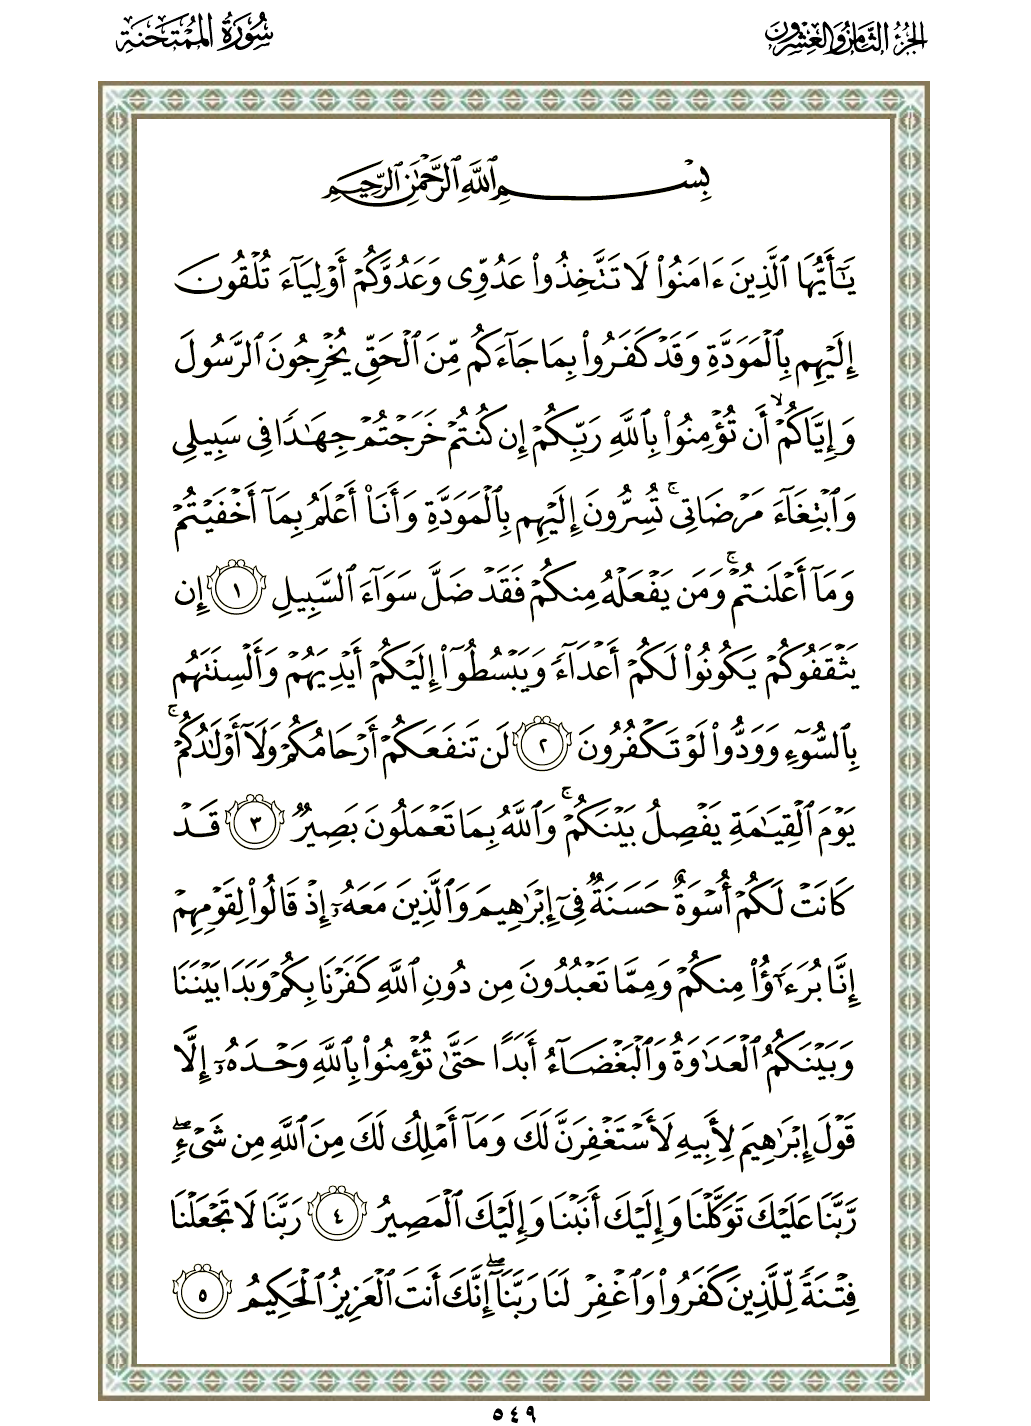 الجزء الثامن والعشرون
سورة الممتحنة
بِسْمِ ٱللَّهِ ٱلرَّحْمَٰنِ ٱلرَّحِيمِ
يَٰٓأَيُّهَا ٱلَّذِينَ ءَامَنُوا۟ لَا تَتَّخِذُوا۟ عَدُوِّى وَعَدُوَّكُمْ أَوْلِيَآءَ تُلْقُونَ
إِلَيْهِم بِٱلْمَوَدَّةِ وَقَدْ كَفَرُوا۟ بِمَا جَآءَكُم مِّنَ ٱلْحَقِّ يُخْرِجُونَ ٱلرَّسُولَ
وَإِيَّاكُمْ ۙ أَن تُؤْمِنُوا۟ بِٱللَّهِ رَبِّكُمْ إِن كُنتُمْ خَرَجْتُمْ جِهَٰدًا فِى سَبِيلِى
وَٱبْتِغَآءَ مَرْضَاتِى ۚ تُسِرُّونَ إِلَيْهِم بِٱلْمَوَدَّةِ وَأَنَا۠ أَعْلَمُ بِمَآ أَخْفَيْتُمْ
وَمَآ أَعْلَنتُمْ ۚ وَمَن يَفْعَلْهُ مِنكُمْ فَقَدْ ضَلَّ سَوَآءَ ٱلسَّبِيلِ ١ إِن
يَثْقَفُوكُمْ يَكُونُوا۟ لَكُمْ أَعْدَآءً وَيَبْسُطُوٓا۟ إِلَيْكُمْ أَيْدِيَهُمْ وَأَلْسِنَتَهُم
بِٱلسُّوٓءِ وَوَدُّوا۟ لَوْ تَكْفُرُونَ ٢ لَن تَنفَعَكُمْ أَرْحَامُكُمْ وَلَآ أَوْلَٰدُكُمْ ۚ
يَوْمَ ٱلْقِيَٰمَةِ يَفْصِلُ بَيْنَكُمْ ۚ وَٱللَّهُ بِمَا تَعْمَلُونَ بَصِيرٌ ٣ قَدْ
كَانَتْ لَكُمْ أُسْوَةٌ حَسَنَةٌ فِىٓ إِبْرَٰهِيمَ وَٱلَّذِينَ مَعَهُۥٓ إِذْ قَالُوا۟ لِقَوْمِهِمْ
إِنَّا بُرَءَٰٓؤُا۟ مِنكُمْ وَمِمَّا تَعْبُدُونَ مِن دُونِ ٱللَّهِ كَفَرْنَا بِكُمْ وَبَدَا بَيْنَنَا
وَبَيْنَكُمُ ٱلْعَدَٰوَةُ وَٱلْبَغْضَآءُ أَبَدًا حَتَّىٰ تُؤْمِنُوا۟ بِٱللَّهِ وَحْدَهُۥٓ إِلَّا
قَوْلَ إِبْرَٰهِيمَ لِأَبِيهِ لَأَسْتَغْفِرَنَّ لَكَ وَمَآ أَمْلِكُ لَكَ مِنَ ٱللَّهِ مِن شَىْءٍ ۖ
رَّبَّنَا عَلَيْكَ تَوَكَّلْنَا وَإِلَيْكَ أَنَبْنَا وَإِلَيْكَ ٱلْمَصِيرُ ٤ رَبَّنَا لَا تَجْعَلْنَا
فِتْنَةً لِّلَّذِينَ كَفَرُوا۟ وَٱغْفِرْ لَنَا رَبَّنَآ ۖ إِنَّكَ أَنتَ ٱلْعَزِيزُ ٱلْحَكِيمُ ٥
٥٤٩